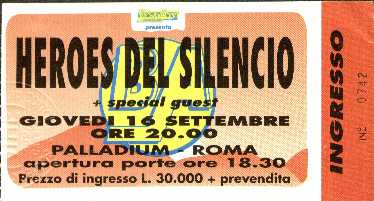 presenta
HEROES DEL SILENCIO
+ special guest
GIOVEDI 16 SETTEMBRE
ORE 20.00
PALLADIUM - ROMA
apertura porte ore 18.30
Prezzo di ingresso L. 30.000 + prevendita
INGRESSO
Nº 0742